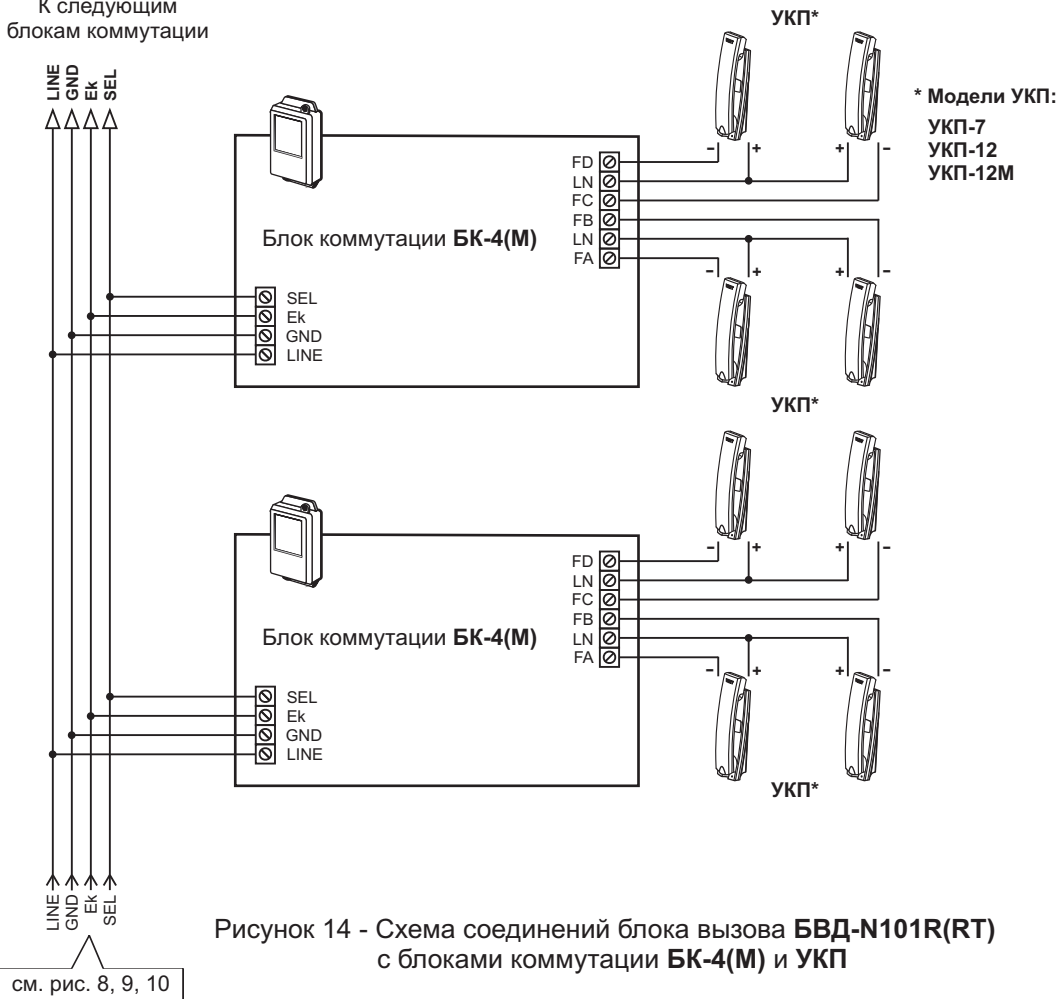 К следующим
блокам коммутации
LINE
GND
Ek
SEL
УКП*
* Модели УКП:
УКП-7
УКП-12
УКП-12М
- + + -
FD
LN
FC
FB
LN
FA
Блок коммутации БК-4(М)
- + + -
SEL
Ek
GND
LINE
УКП*
- + + -
FD
LN
FC
FB
LN
FA
Блок коммутации БК-4(М)
- + + -
SEL
Ek
GND
LINE
УКП*
LINE
GND
Ek
SEL
Рисунок 14 - Схема соединений блока вызова БВД-N101R(RT)
с блоками коммутации БК-4(М) и УКП
см. рис. 8, 9, 10